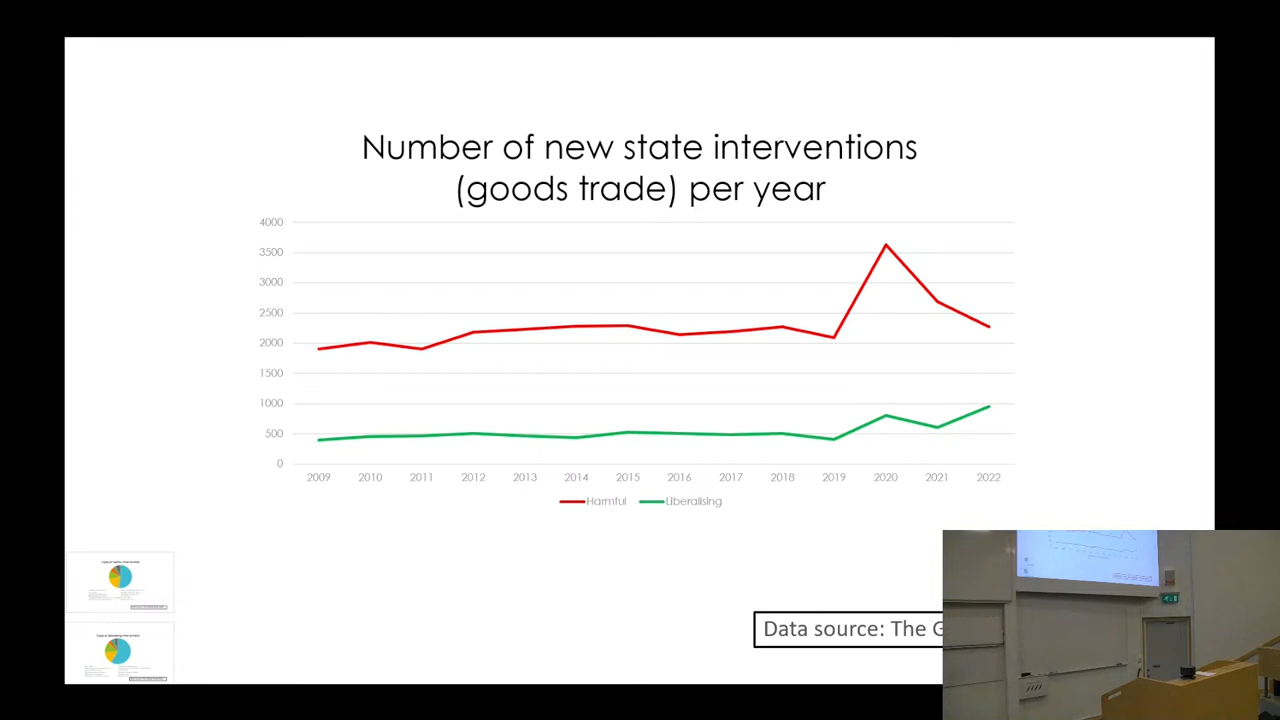 Number of new state interventions
(goods trade) per year
4000
3500
3000
2500
2000
1500
1000
500
0
2009 2010 2011 2012 2013 2014 2015 2016 2017 2018 2019 2020 2021 2022
Harmful Liberalising
Data source: The